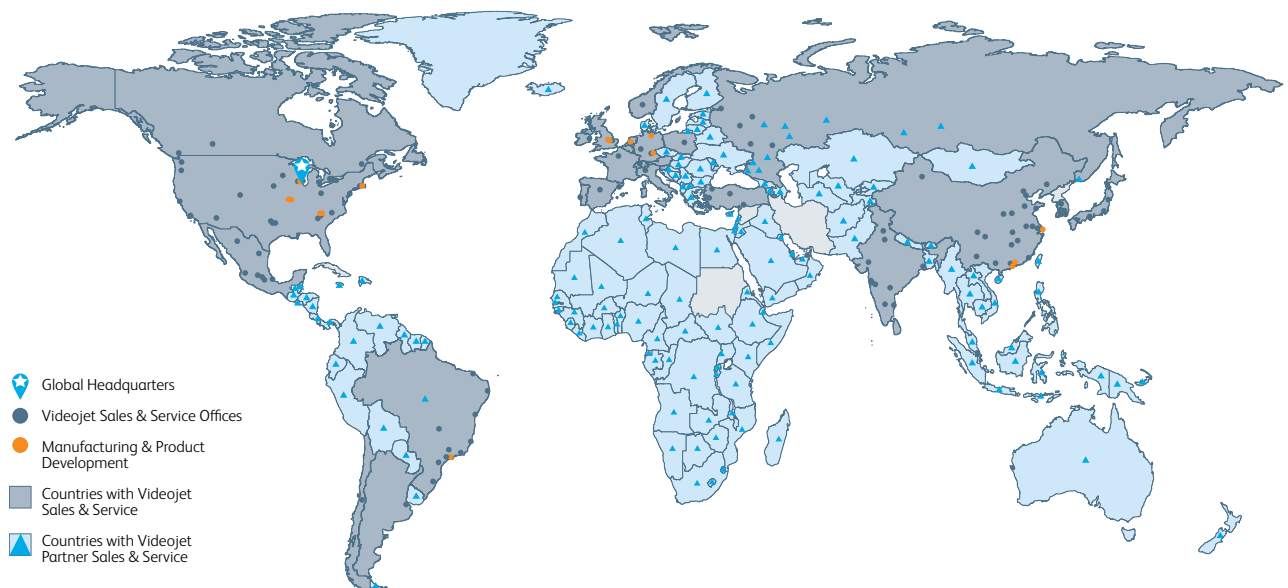 Global Headquarters
Videojet Sales & Service Offices
Manufacturing & Product
Development
Countries with Videojet
Sales & Service
Countries with Videojet
Partner Sales & Service